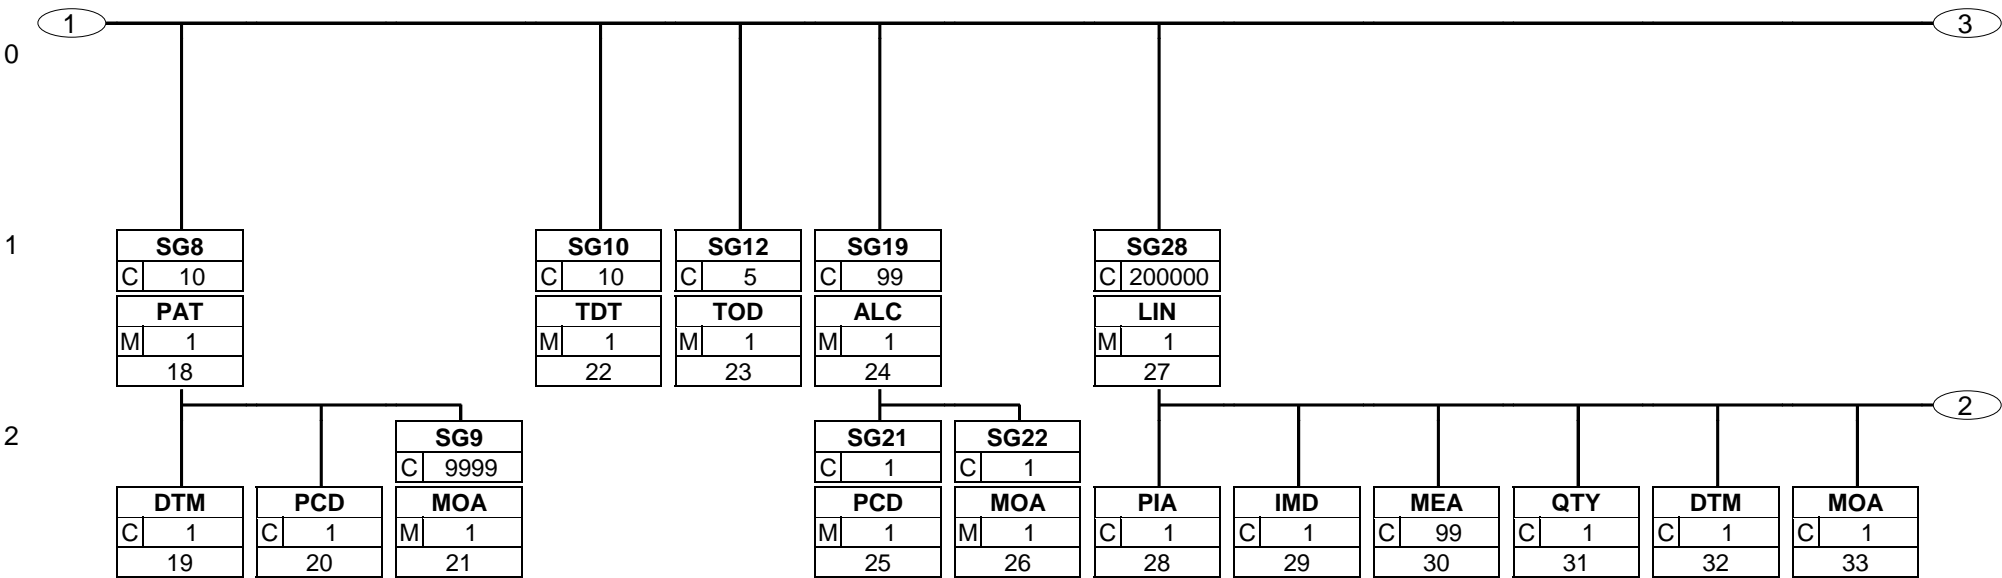 1 3
0
1
SG8 SG10 SG12 SG19 SG28
C 10 C 10 C 5 C 99 C 200000
PAT TDT TOD ALC LIN
M 1 M 1 M 1 M 1 M 1
18 22 23 24 27
2
2
SG9 SG21 SG22
C 9999 C 1 C 1
DTM PCD MOA PCD MOA PIA IMD MEA QTY DTM MOA
C 1 C 1 M 1 M 1 M 1 C 1 C 1 C 99 C 1 C 1 C 1
19 20 21 25 26 28 29 30 31 32 33